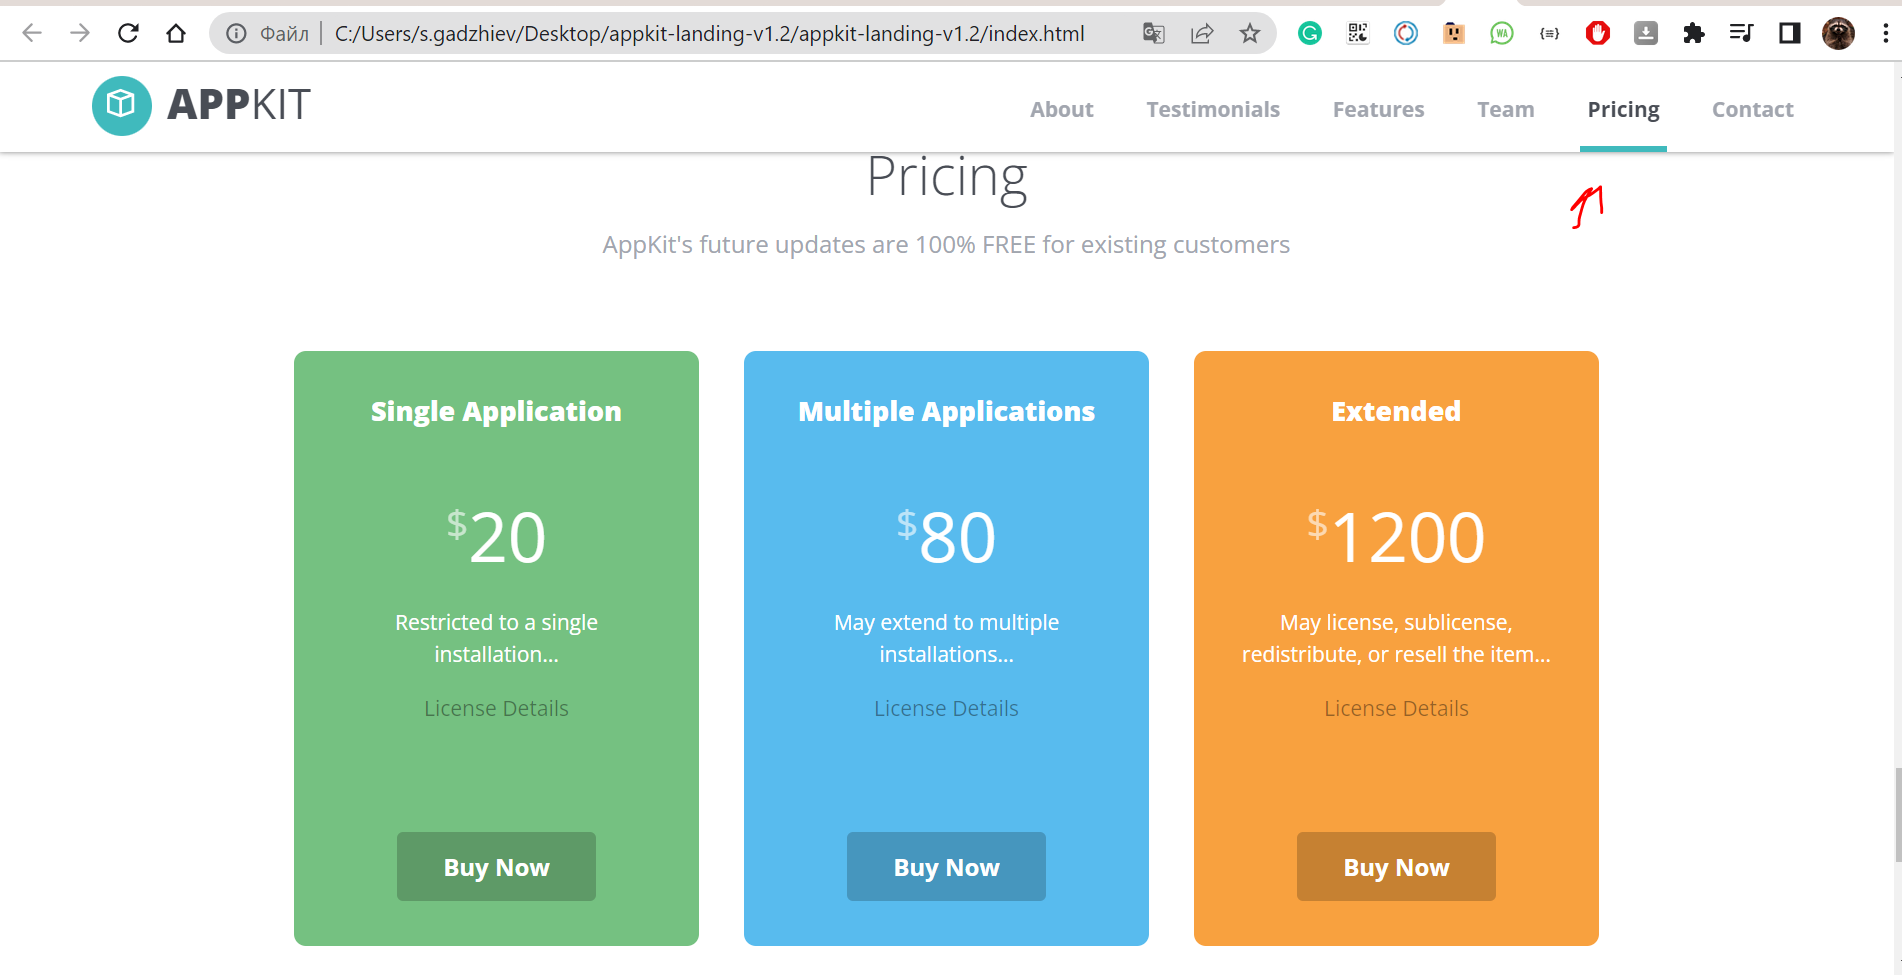 Файл C:/Users/s.gadzhiev/Desktop/appkit-landing-v1.2/appkit-landing-v1.2/index.html
APPKIT
About Testimonials Features Team Pricing Contact
Pricing
AppKit's future updates are 100% FREE for existing customers
Single Application
$20
Restricted to a single
installation...
License Details
Buy Now
Multiple Applications
$80
May extend to multiple
installations...
License Details
Buy Now
Extended
$1200
May license, sublicense,
redistribute, or resell the item...
License Details
Buy Now